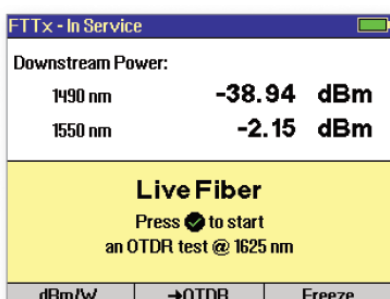 FTTx - In Service
Downstream Power:
1490 nm -38.94 dBm
1550 nm -2.15 dBm
Live Fiber
Press to start
an OTDR test @ 1625 nm
dBm/W →OTDR Freeze